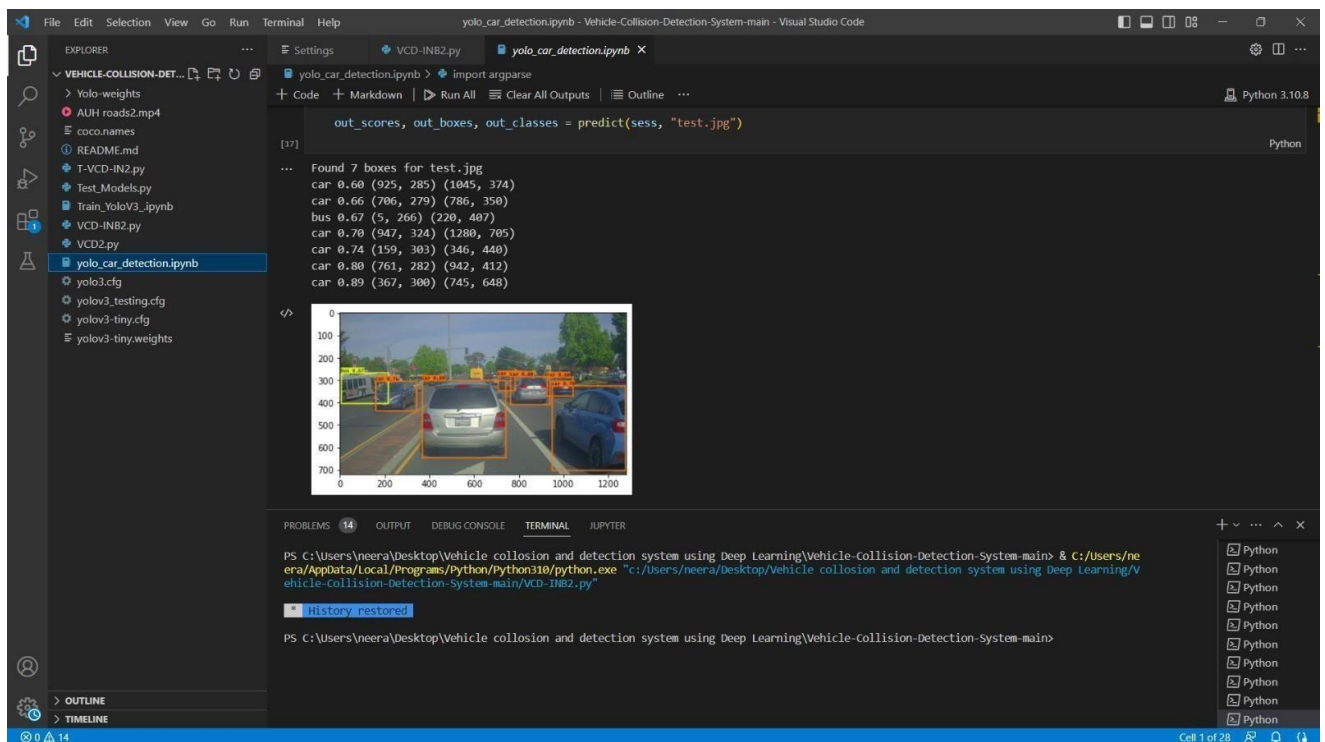 File Edit Selection View Go Run Terminal Help
yolo_car_detection.ipynb - Vehicle-Collision-Detection-System-main - Visual Studio Code
EXPLORER
VEHICLE-COLLISION-DET...
Yolo-weights
AUH roads2.mp4
coco.names
README.md
T-VCD-IN2.py
Test_Models.py
Train_YoloV3_.ipynb
VCD-INB2.py
VCD2.py
yolo_car_detection.ipynb
yolo3.cfg
yolov3_testing.cfg
yolov3-tiny.cfg
yolov3-tiny.weights
1
OUTLINE
TIMELINE
Settings
VCD-INB2.py
yolo_car_detection.ipynb
yolo_car_detection.ipynb > import argparse
+ Code + Markdown | Run All Clear All Outputs | Outline ...
Python 3.10.8
out_scores, out_boxes, out_classes = predict(sess, "test.jpg")
[17]
Python
... Found 7 boxes for test.jpg
car 0.60 (925, 285) (1045, 374)
car 0.66 (706, 279) (786, 350)
bus 0.67 (5, 266) (220, 407)
car 0.70 (947, 324) (1280, 705)
car 0.74 (159, 303) (346, 440)
car 0.80 (761, 282) (942, 412)
car 0.89 (367, 300) (745, 648)
0
100
200
300
400
500
600
700
0 200 400 600 800 1000 1200
bus 0.67
PROBLEMS 14 OUTPUT DEBUG CONSOLE TERMINAL JUPYTER
PS C:\Users\neera\Desktop\Vehicle collosion and detection system using Deep Learning\Vehicle-Collision-Detection-System-main> & C:/Users/ne
era/AppData/Local/Programs/Python/Python310/python.exe "c:/Users/neera/Desktop/Vehicle collosion and detection system using Deep Learning/V
ehicle-Collision-Detection-System-main/VCD-INB2.py"
* History restored
PS C:\Users\neera\Desktop\Vehicle collosion and detection system using Deep Learning\Vehicle-Collision-Detection-System-main>
Python
Python
Python
Python
Python
Python
Python
Python
Python
Python
0 14
Cell 1 of 28